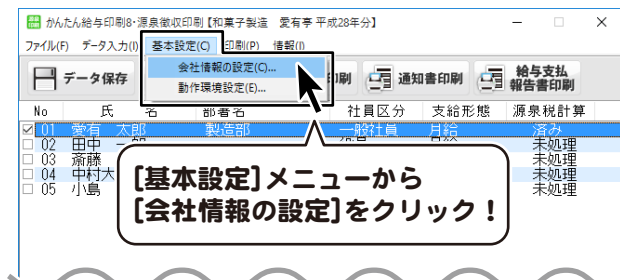 かんたん給与印刷8・源泉徴収印刷【和菓子製造　愛有亭 平成28年分】
ファイル(F) データ入力(I) 基本設定(C) 印刷(P) 情報(I)
会社情報の設定(C)...
動作環境設定(E)...
データ保存 印刷 通知書印刷 給与支払報告書印刷
No 氏 名 部署名 社員区分 支給形態 源泉税計算
01 愛有 太郎 製造部 一般社員 月給 済み
02 田中 未処理
03 斎藤 未処理
04 中村大 未処理
05 小島 未処理
[基本設定]メニューから
[会社情報の設定]をクリック！